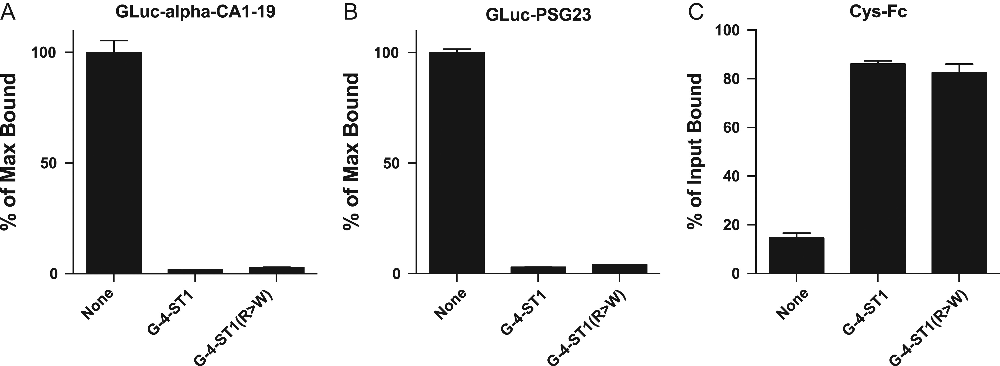 A
GLuc-alpha-CA1-19
% of Max Bound
100
50
0
None
G-4-ST1
G-4-ST1(R>W)
B
GLuc-PSG23
% of Max Bound
100
50
0
None
G-4-ST1
G-4-ST1(R>W)
C
Cys-Fc
% of Input Bound
100
80
60
40
20
0
None
G-4-ST1
G-4-ST1(R>W)